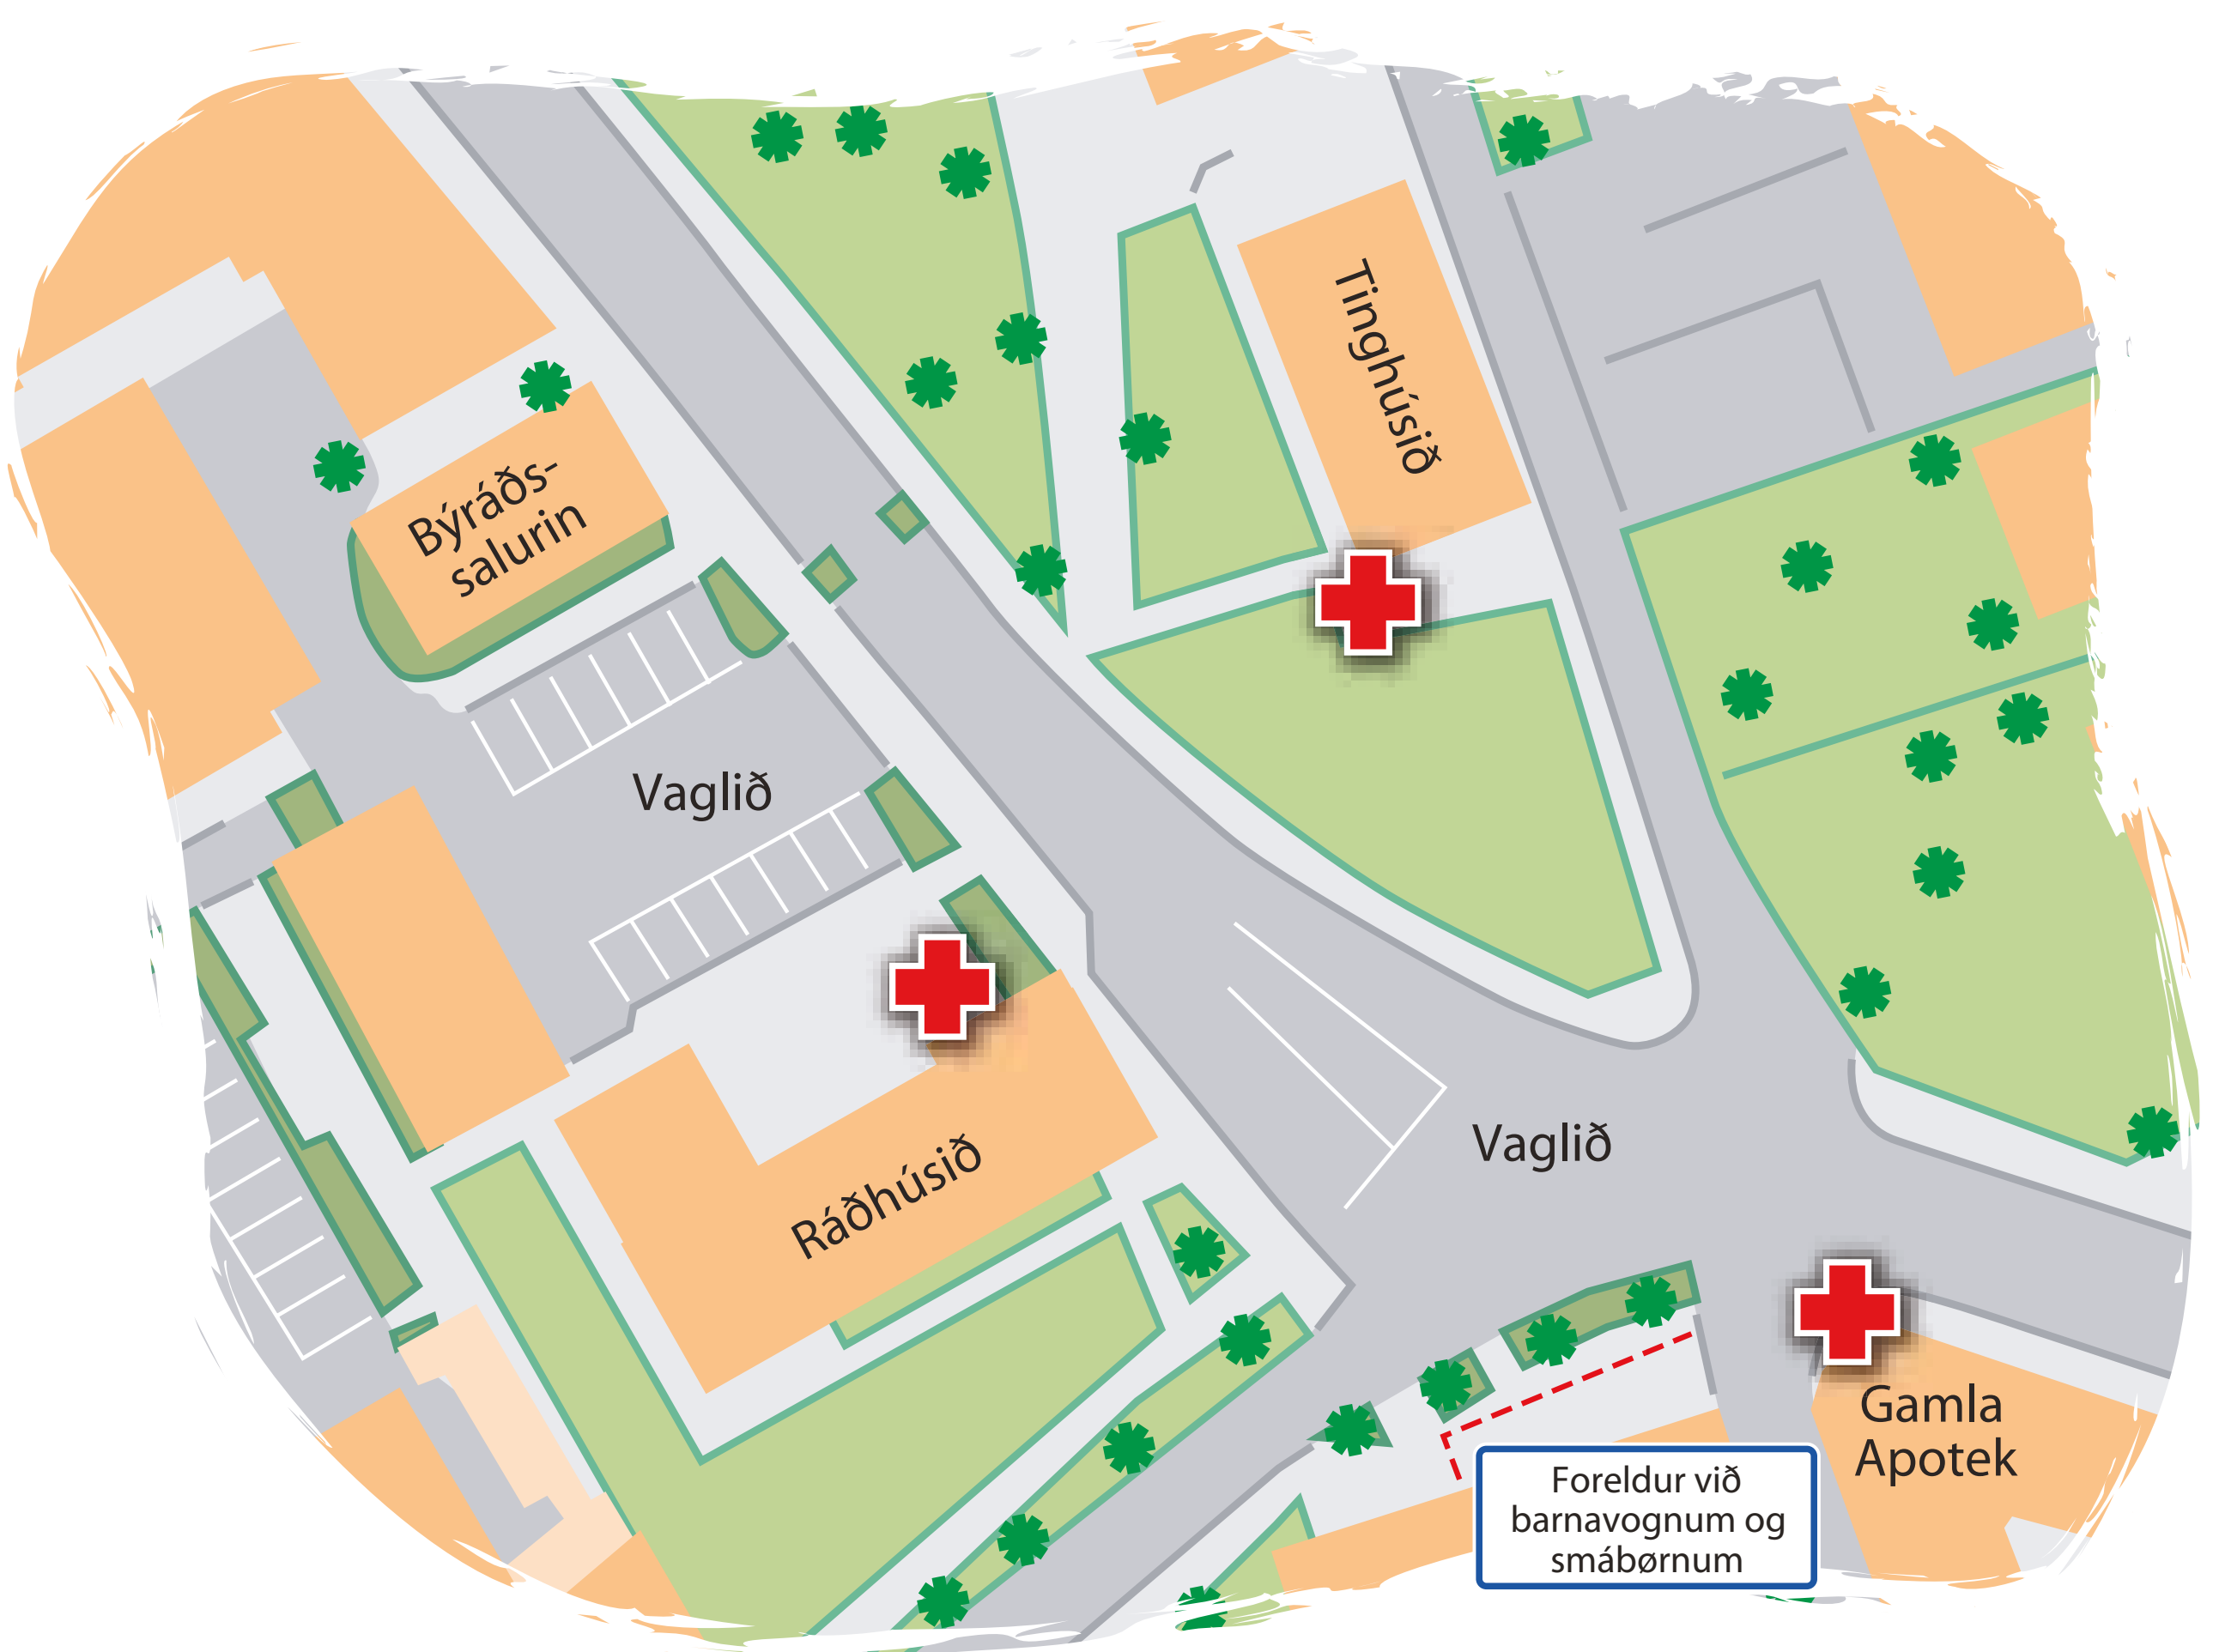 Tinghúsið
Býráðs-
salurin
Vaglið
Vaglið
Ráðhúsið
Gamla
Apotek
Foreldur við
barnavognum og
smábørnum